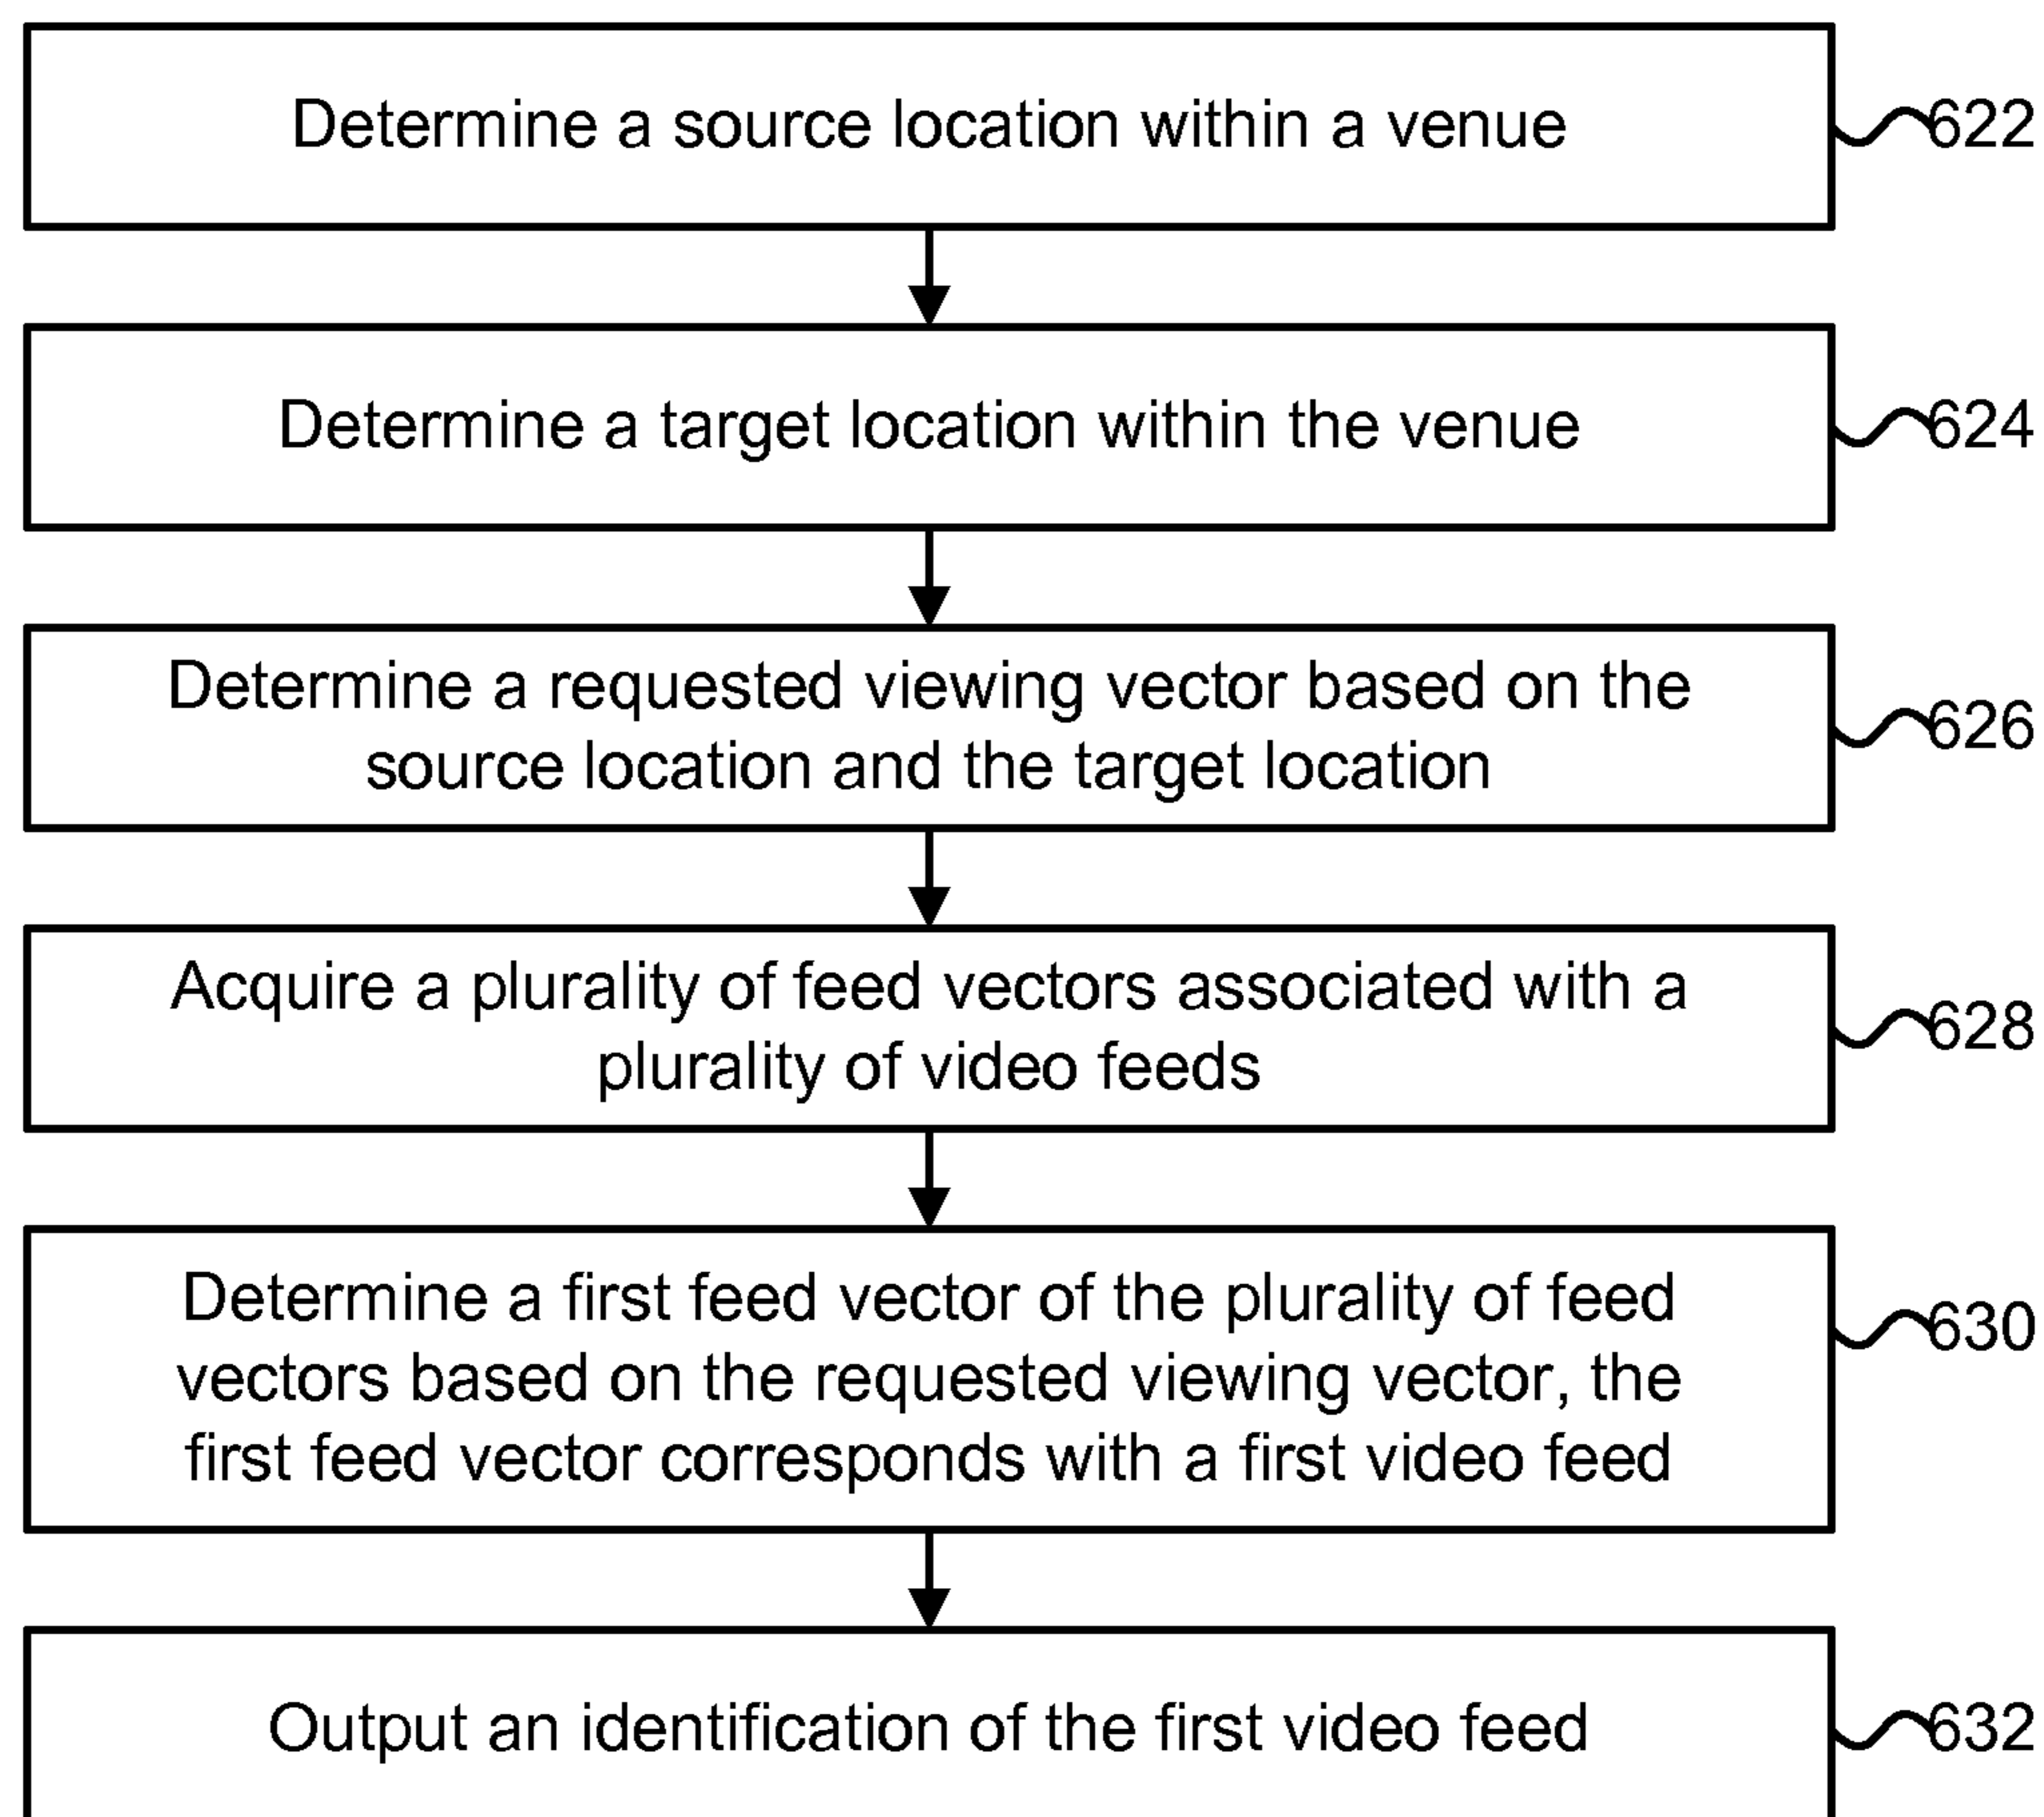 Determine a source location within a venue
622
Determine a target location within the venue
624
Determine a requested viewing vector based on the
source location and the target location
626
Acquire a plurality of feed vectors associated with a
plurality of video feeds
628
Determine a first feed vector of the plurality of feed
vectors based on the requested viewing vector, the
first feed vector corresponds with a first video feed
630
Output an identification of the first video feed
632